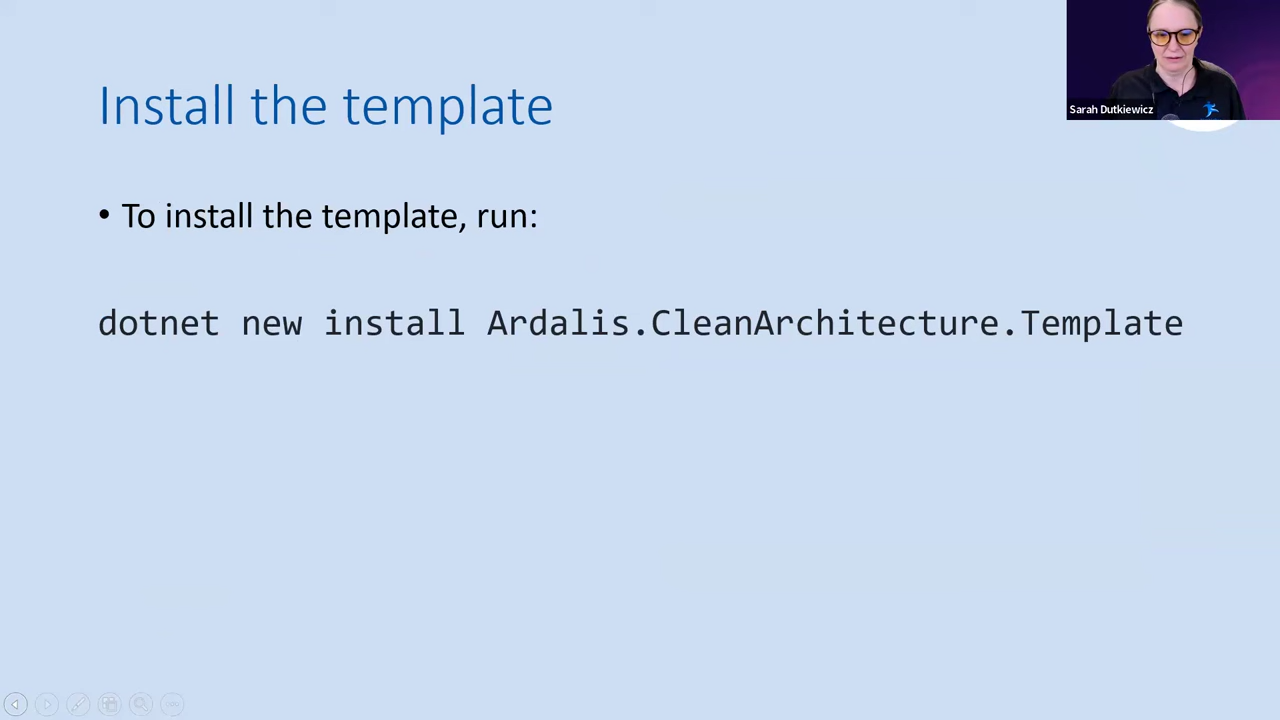 Install the template
Sarah Dutkiewicz
• To install the template, run:
dotnet new install Ardalis.CleanArchitecture.Template